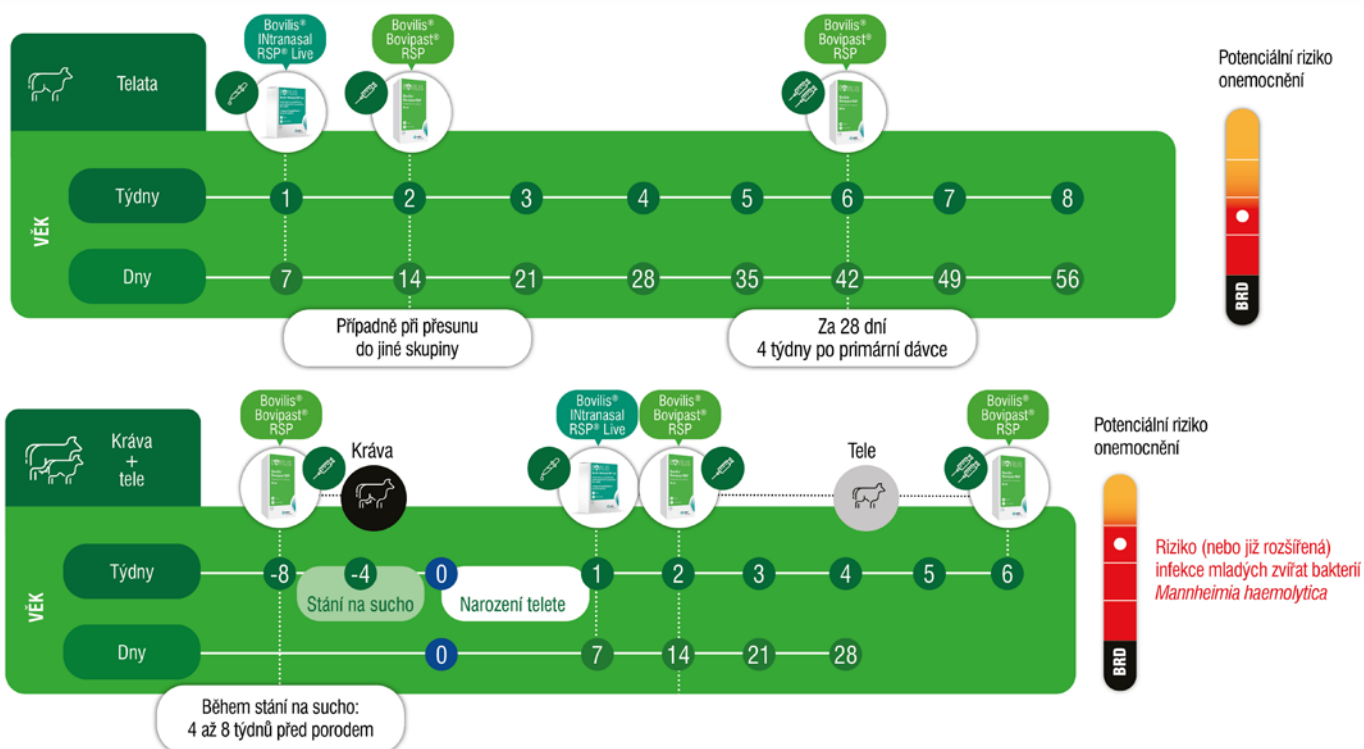 Telata
Bovilis®
INtranasal
RSP® Live
Bovilis®
Bovipast®
RSP
Bovilis®
Bovipast®
RSP
Potenciální riziko
onemocnění
BRD
VĚK
Týdny
1 2 3 4 5 6 7 8
Dny
7 14 21 28 35 42 49 56
Případně při přesunu
do jiné skupiny
Za 28 dní
4 týdny po primární dávce
Kráva
+
tele
Bovilis®
Bovipast®
RSP
Kráva
Bovilis®
INtranasal
RSP® Live
Bovilis®
Bovipast®
RSP
Tele
Bovilis®
Bovipast®
RSP
Potenciální riziko
onemocnění
BRD
Riziko (nebo již rozšířená)
infekce mladých zvířat bakterií
Mannheimia haemolytica
VĚK
Týdny
-8 -4 0 1 2 3 4 5 6
Stání na sucho
Narození telete
Dny
0 7 14 21 28
Během stání na sucho:
4 až 8 týdnů před porodem